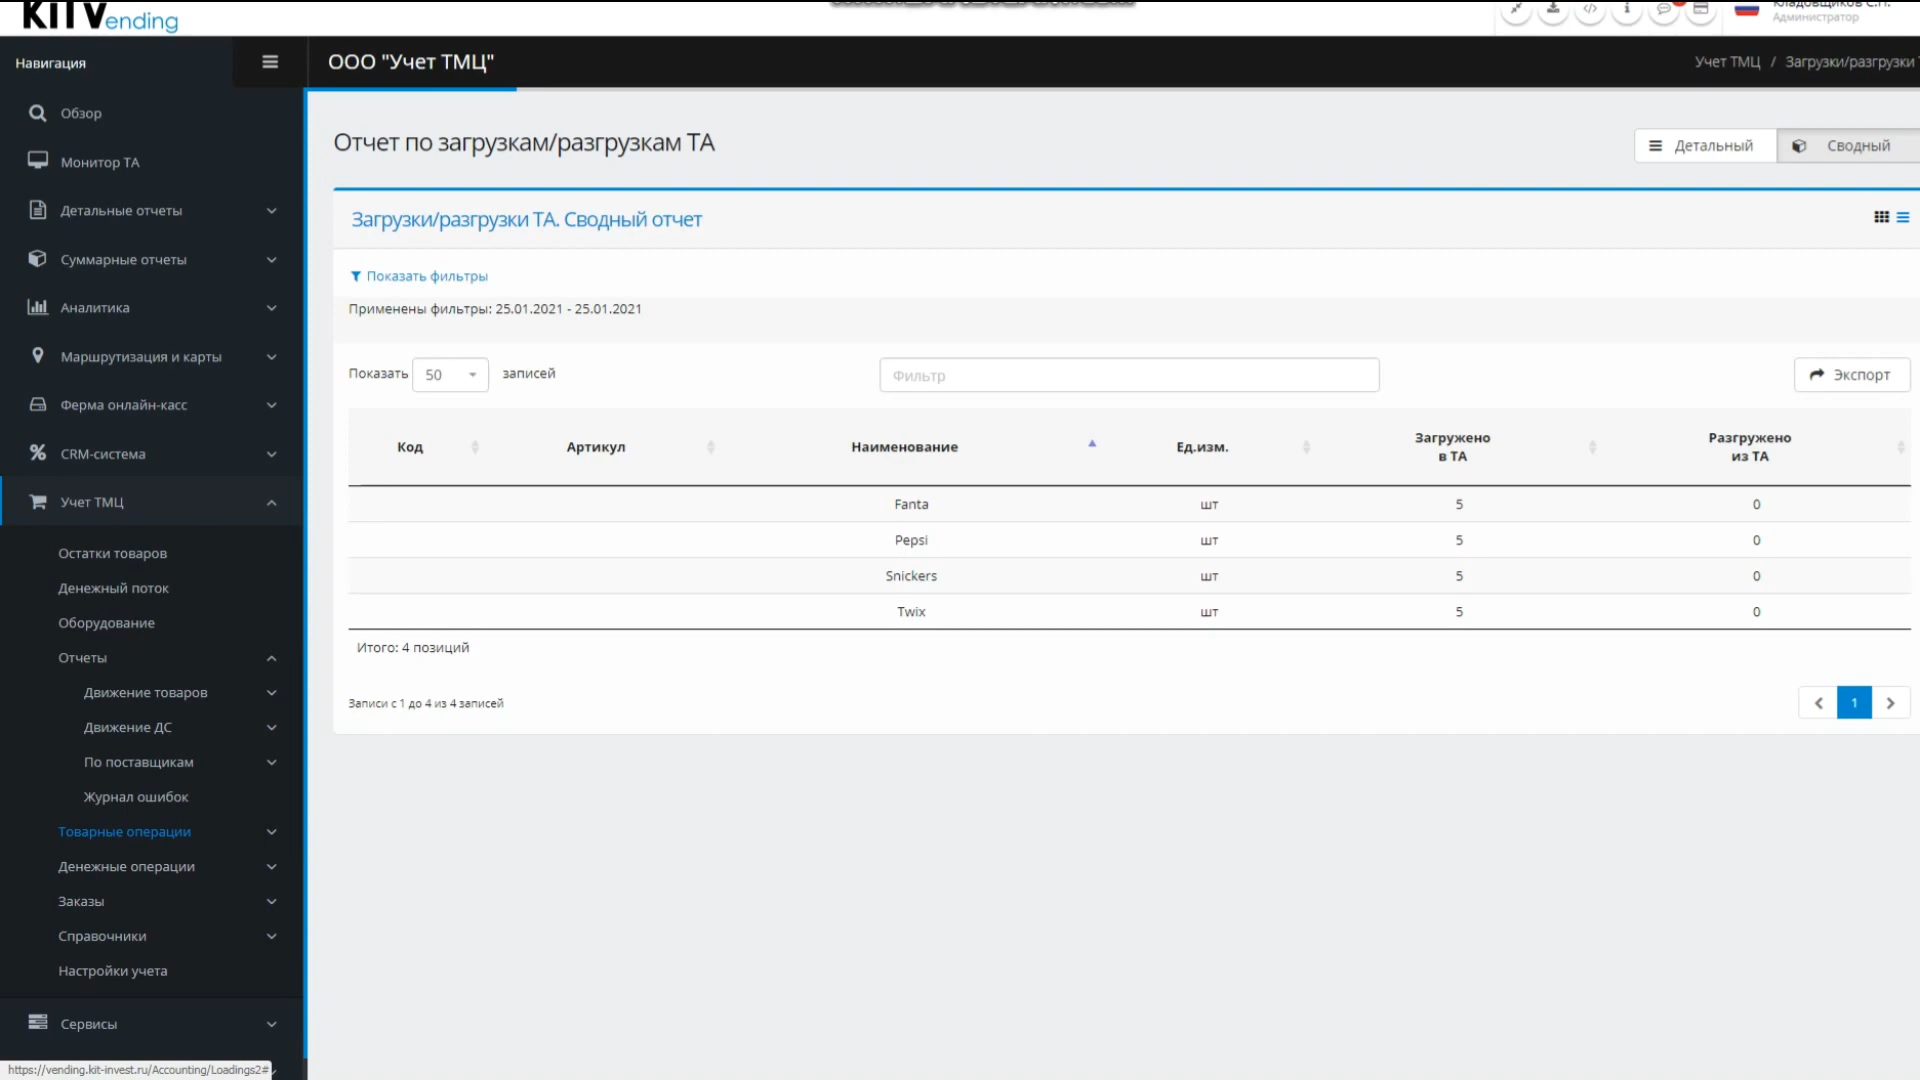 KIT Vending
Администратор
Навигация
ООО "Учет ТМЦ"
Учет ТМЦ / Загрузки/разгрузки
Обзор
Монитор ТА
Детальные отчеты
Суммарные отчеты
Аналитика
Маршрутизация и карты
Ферма онлайн-касс
CRM-система
Учет ТМЦ
Остатки товаров
Денежный поток
Оборудование
Отчеты
Движение товаров
Движение ДС
По поставщикам
Журнал ошибок
Товарные операции
Денежные операции
Заказы
Справочники
Настройки учета
Сервисы
https://vending.kit-invest.ru/Accounting/Loadings2#
Отчет по загрузкам/разгрузкам ТА
Детальный Сводный
Загрузки/разгрузки ТА. Сводный отчет
Показать фильтры
Применены фильтры: 25.01.2021 - 25.01.2021
Показать 50 записей Фильтр Экспорт
Код Артикул Наименование Ед.изм. Загружено в ТА Разгружено из ТА
Fanta шт 5 0
Pepsi шт 5 0
Snickers шт 5 0
Twix шт 5 0
Итого: 4 позиций
Записи с 1 до 4 из 4 записей
1